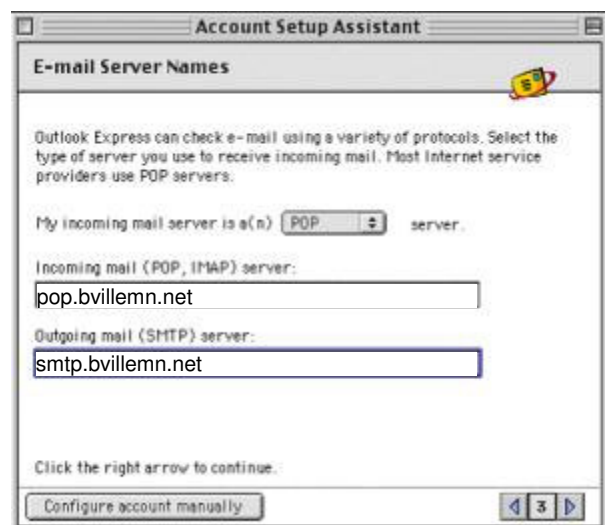 Account Setup Assistant
E-mail Server Names
Outlook Express can check e-mail using a variety of protocols. Select the
type of server you use to receive incoming mail. Most Internet service
providers use POP servers.
My incoming mail server is a(n) POP server.
Incoming mail (POP, IMAP) server:
pop.bvillemn.net
Outgoing mail (SMTP) server:
smtp.bvillemn.net
Click the right arrow to continue.
Configure account manually 3